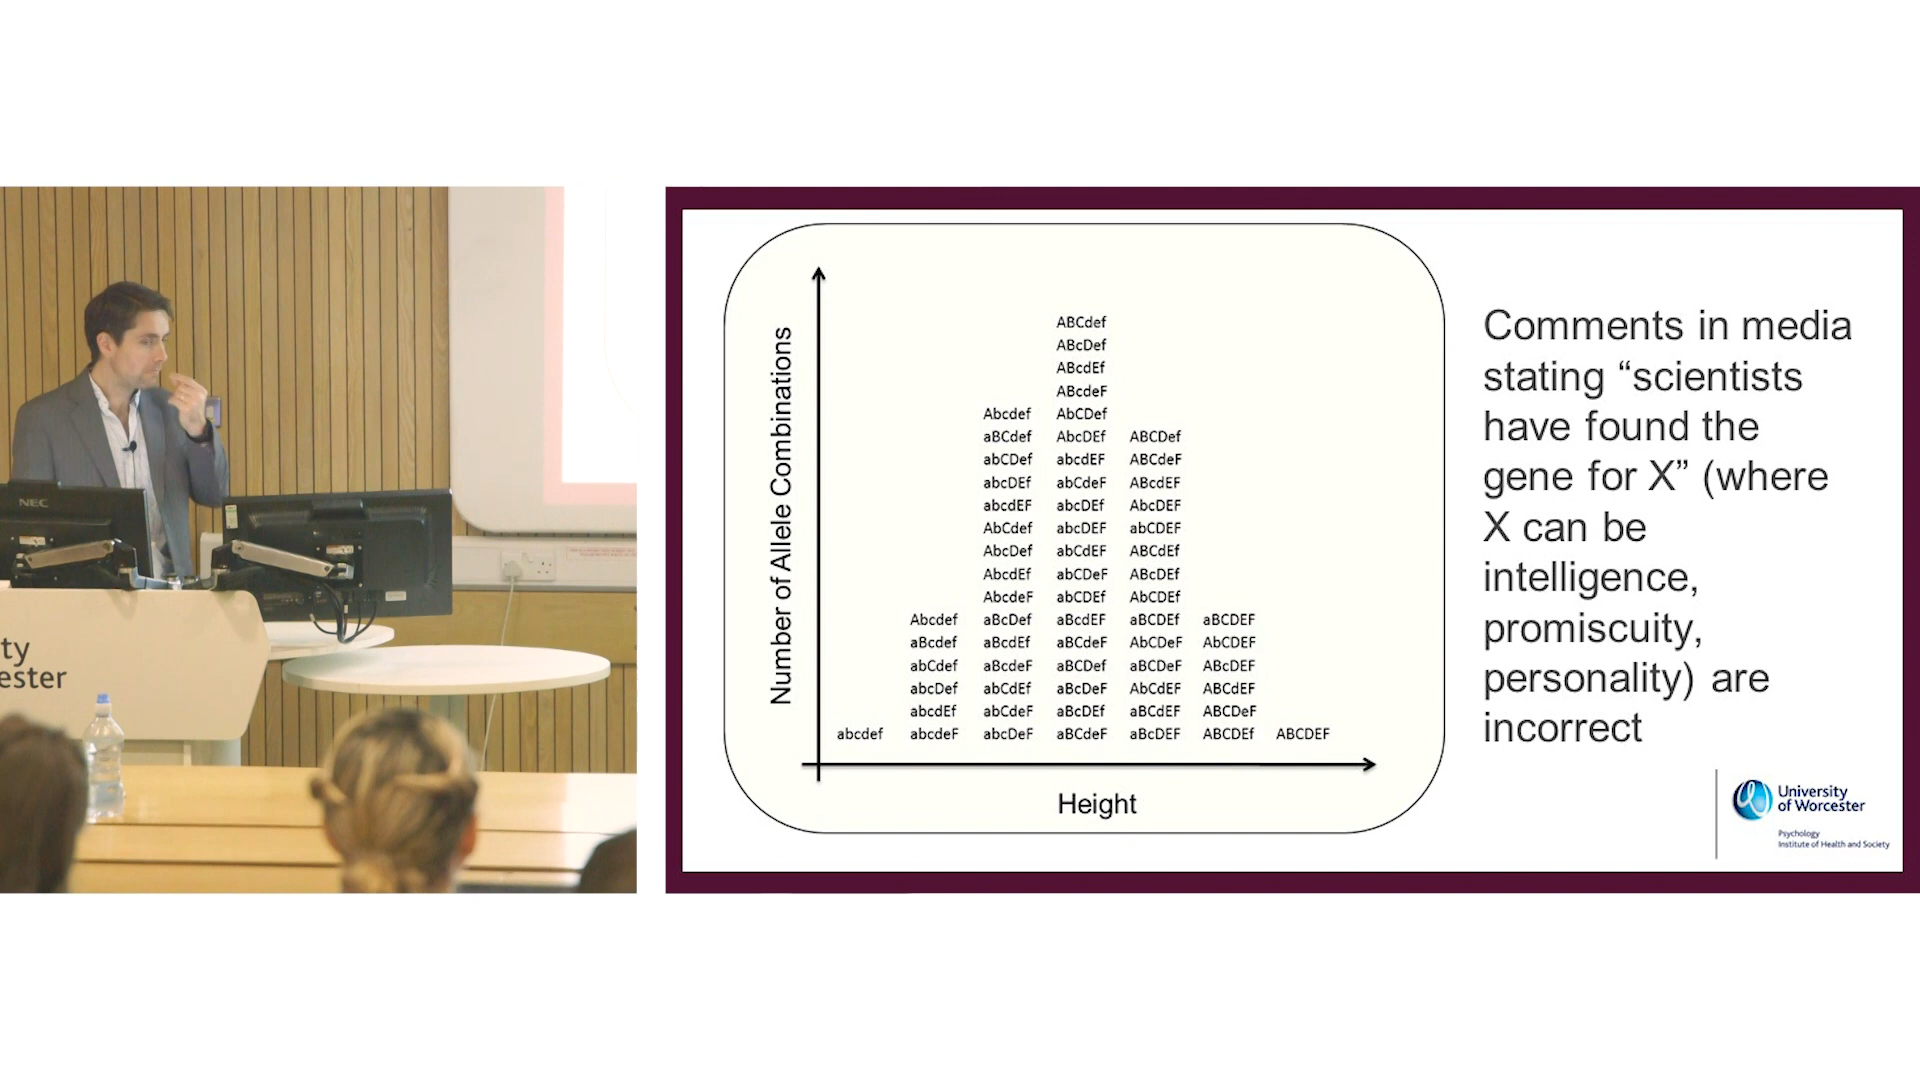 NEC
ty
ester
Number of Allele Combinations
ABCdef
ABcDef
ABcdEf
ABcdeF
Abcdef AbCDef
aBCdef AbcDEf ABCDef
abCDef abcdEF ABCdeF
abcDEf abCdeF ABcdEF
abcdEF abcDEf AbcDEF
AbCdef abcDEF abCDEF
AbcDef abCdEF ABCdEf
AbcdEf abCDeF ABcDEf
AbcdeF abCDEf AbCDEf
Abcdef aBcDef aBcdEF aBCDEf aBCDEF
aBcdef aBcdEf aBCdeF AbCDeF AbCDEF
abCdef aBcdeF aBCDef aBCDeF ABcDEF
abcDef abCdEf aBcDeF AbCdEF ABCdEF
abcdEf abCdeF aBcDEf aBCdEF ABCDeF
abcdef abcdeF abcDeF aBCdeF aBcDEF ABCDEf ABCDEF
Height
Comments in media
stating “scientists
have found the
gene for X” (where
X can be
intelligence,
promiscuity,
personality) are
incorrect
University
of Worcester
Psychology
Institute of Health and Society